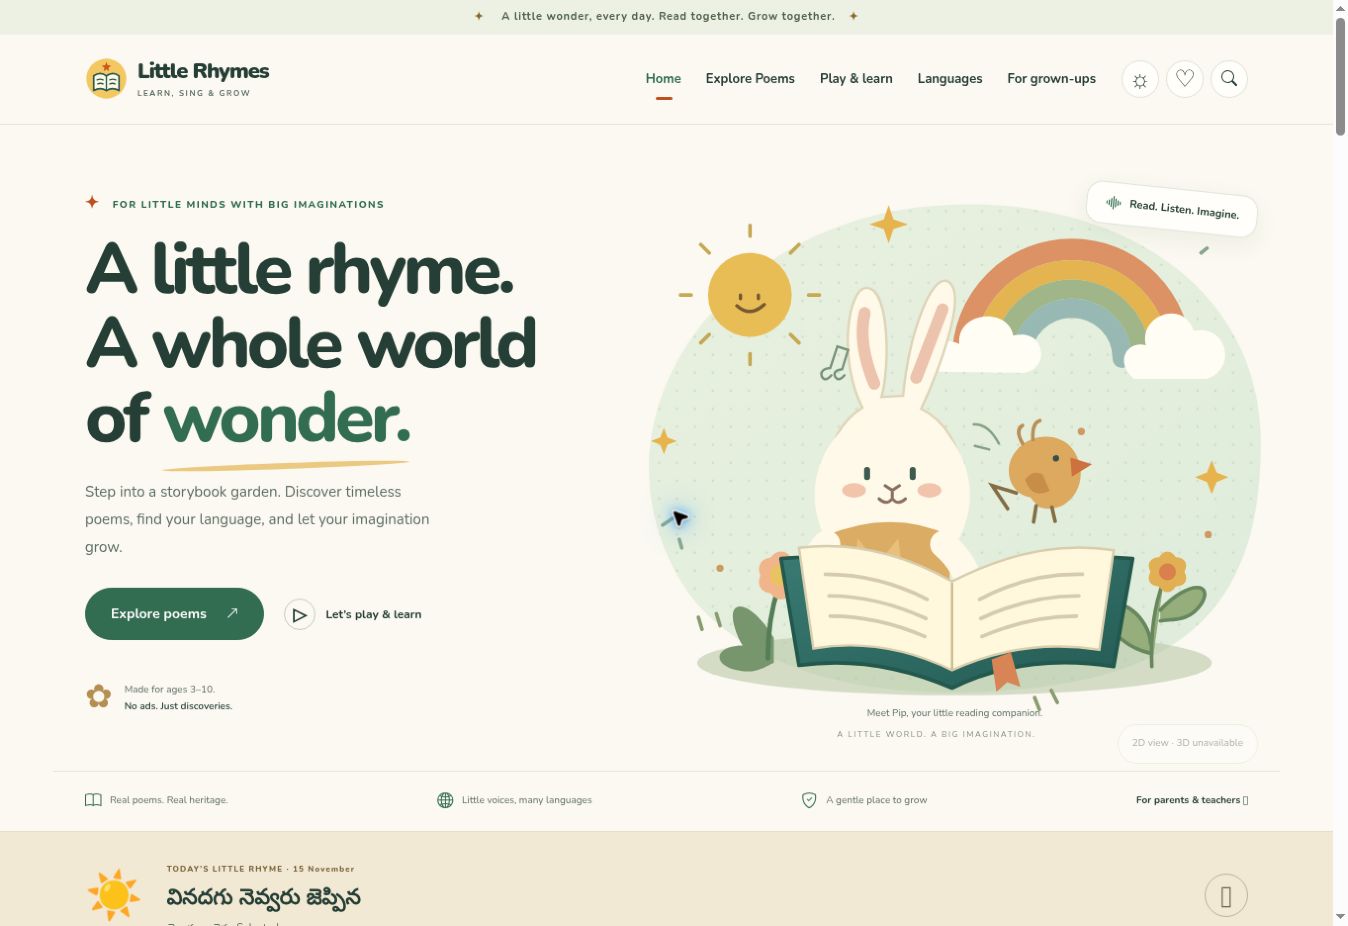 A little wonder, every day. Read together. Grow together.
Little Rhymes
LEARN, SING & GROW
Home
Explore Poems
Play & learn
Languages
For grown-ups
FOR LITTLE MINDS WITH BIG IMAGINATIONS
A little rhyme.
A whole world
of wonder.
Step into a storybook garden. Discover timeless
poems, find your language, and let your imagination
grow.
Explore poems
Let's play & learn
Made for ages 3–10.
No ads. Just discoveries.
Read. Listen. Imagine.
Meet Pip, your little reading companion.
A LITTLE WORLD. A BIG IMAGINATION.
2D view · 3D unavailable
Real poems. Real heritage.
Little voices, many languages
A gentle place to grow
For parents & teachers
TODAY'S LITTLE RHYME · 15 November
వినదగు నెవ్వరు జెప్పిన